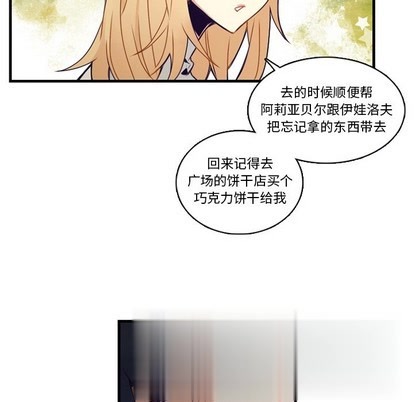 去的时候顺便帮
阿莉亚贝尔跟伊娃洛夫
把忘记拿的东西带去
回来记得去
广场的饼干店买个
巧克力饼干给我